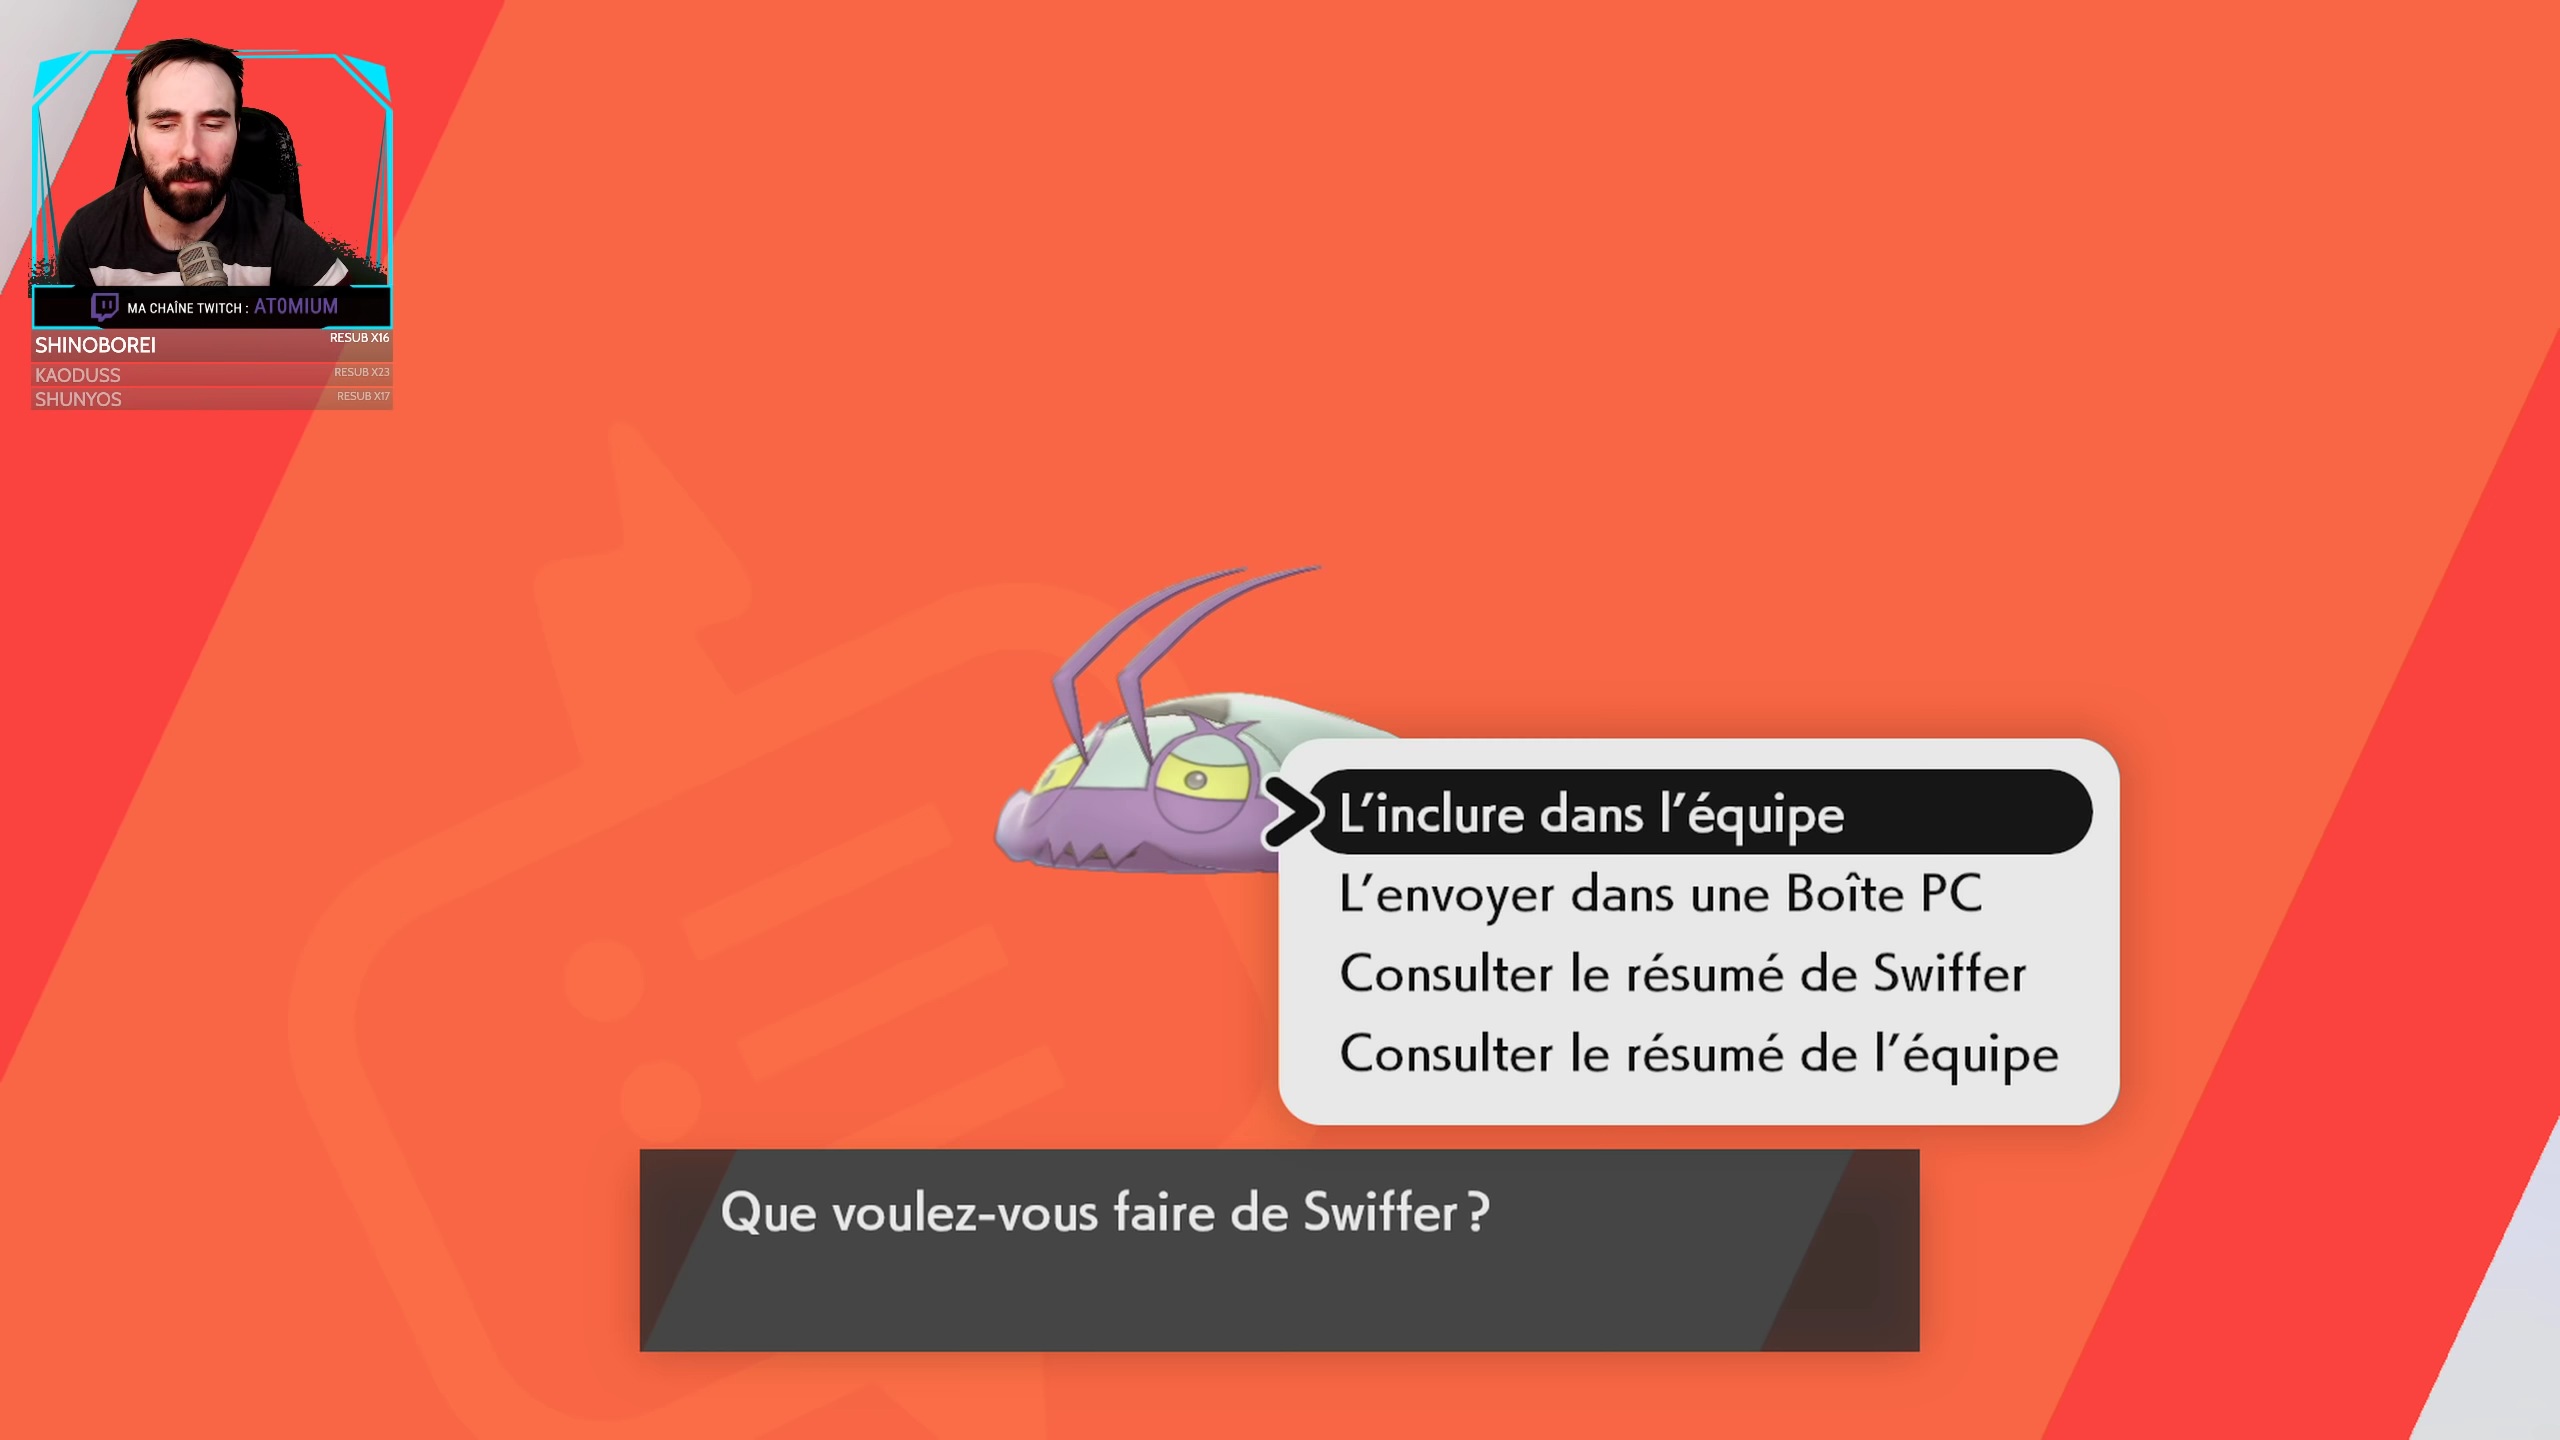 MA CHAÎNE TWITCH : AT0MIUM
SHINOBOREI RESUB X16
KAODUSS RESUB X23
SHUNYOS RESUB X17
L'inclure dans l'équipe
L'envoyer dans une Boîte PC
Consulter le résumé de Swiffer
Consulter le résumé de l'équipe
Que voulez-vous faire de Swiffer ?